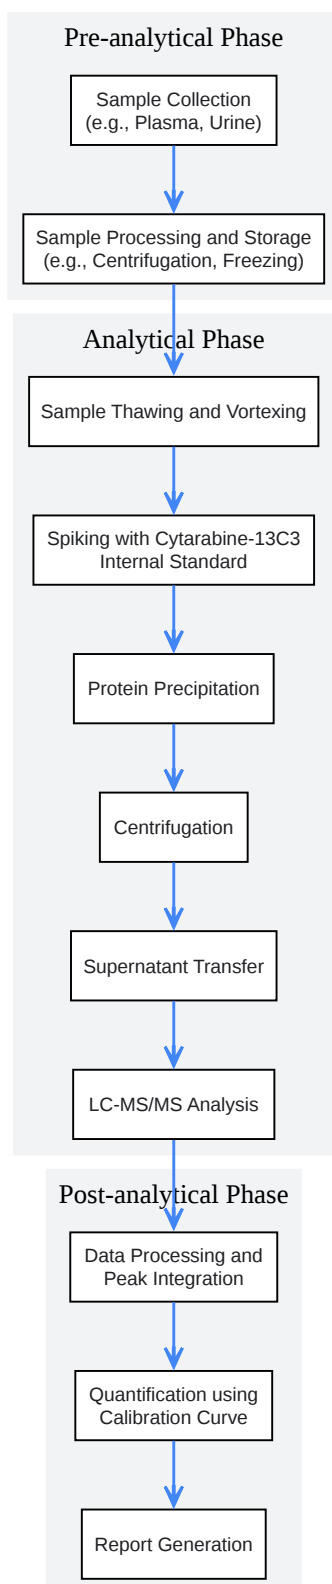 Pre-analytical Phase
Sample Collection
(e.g., Plasma, Urine)
Sample Processing and Storage
(e.g., Centrifugation, Freezing)
Analytical Phase
Sample Thawing and Vortexing
Spiking with Cytarabine-13C3
Internal Standard
Protein Precipitation
Centrifugation
Supernatant Transfer
LC-MS/MS Analysis
Post-analytical Phase
Data Processing and
Peak Integration
Quantification using
Calibration Curve
Report Generation